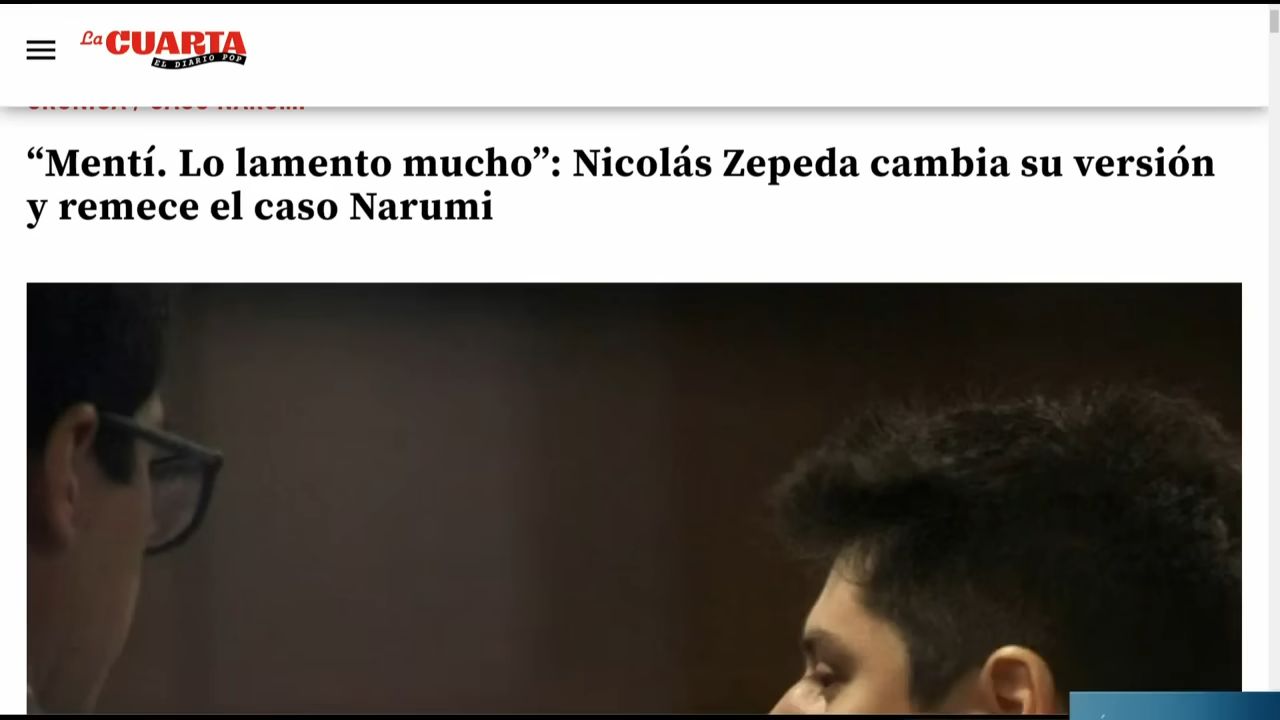 La CUARTA
EL DIARIO POP
“Mentí. Lo lamento mucho”: Nicolás Zepeda cambia su versión
y remece el caso Narumi